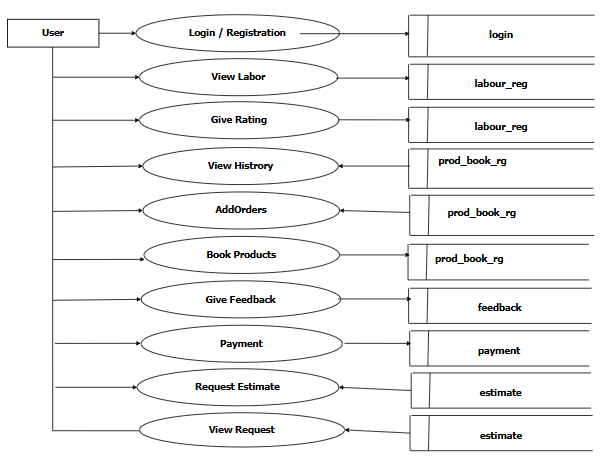 User
Login / Registration
login
View Labor
labour_reg
Give Rating
labour_reg
View Histrory
prod_book_rg
AddOrders
prod_book_rg
Book Products
prod_book_rg
Give Feedback
feedback
Payment
payment
Request Estimate
estimate
View Request
estimate